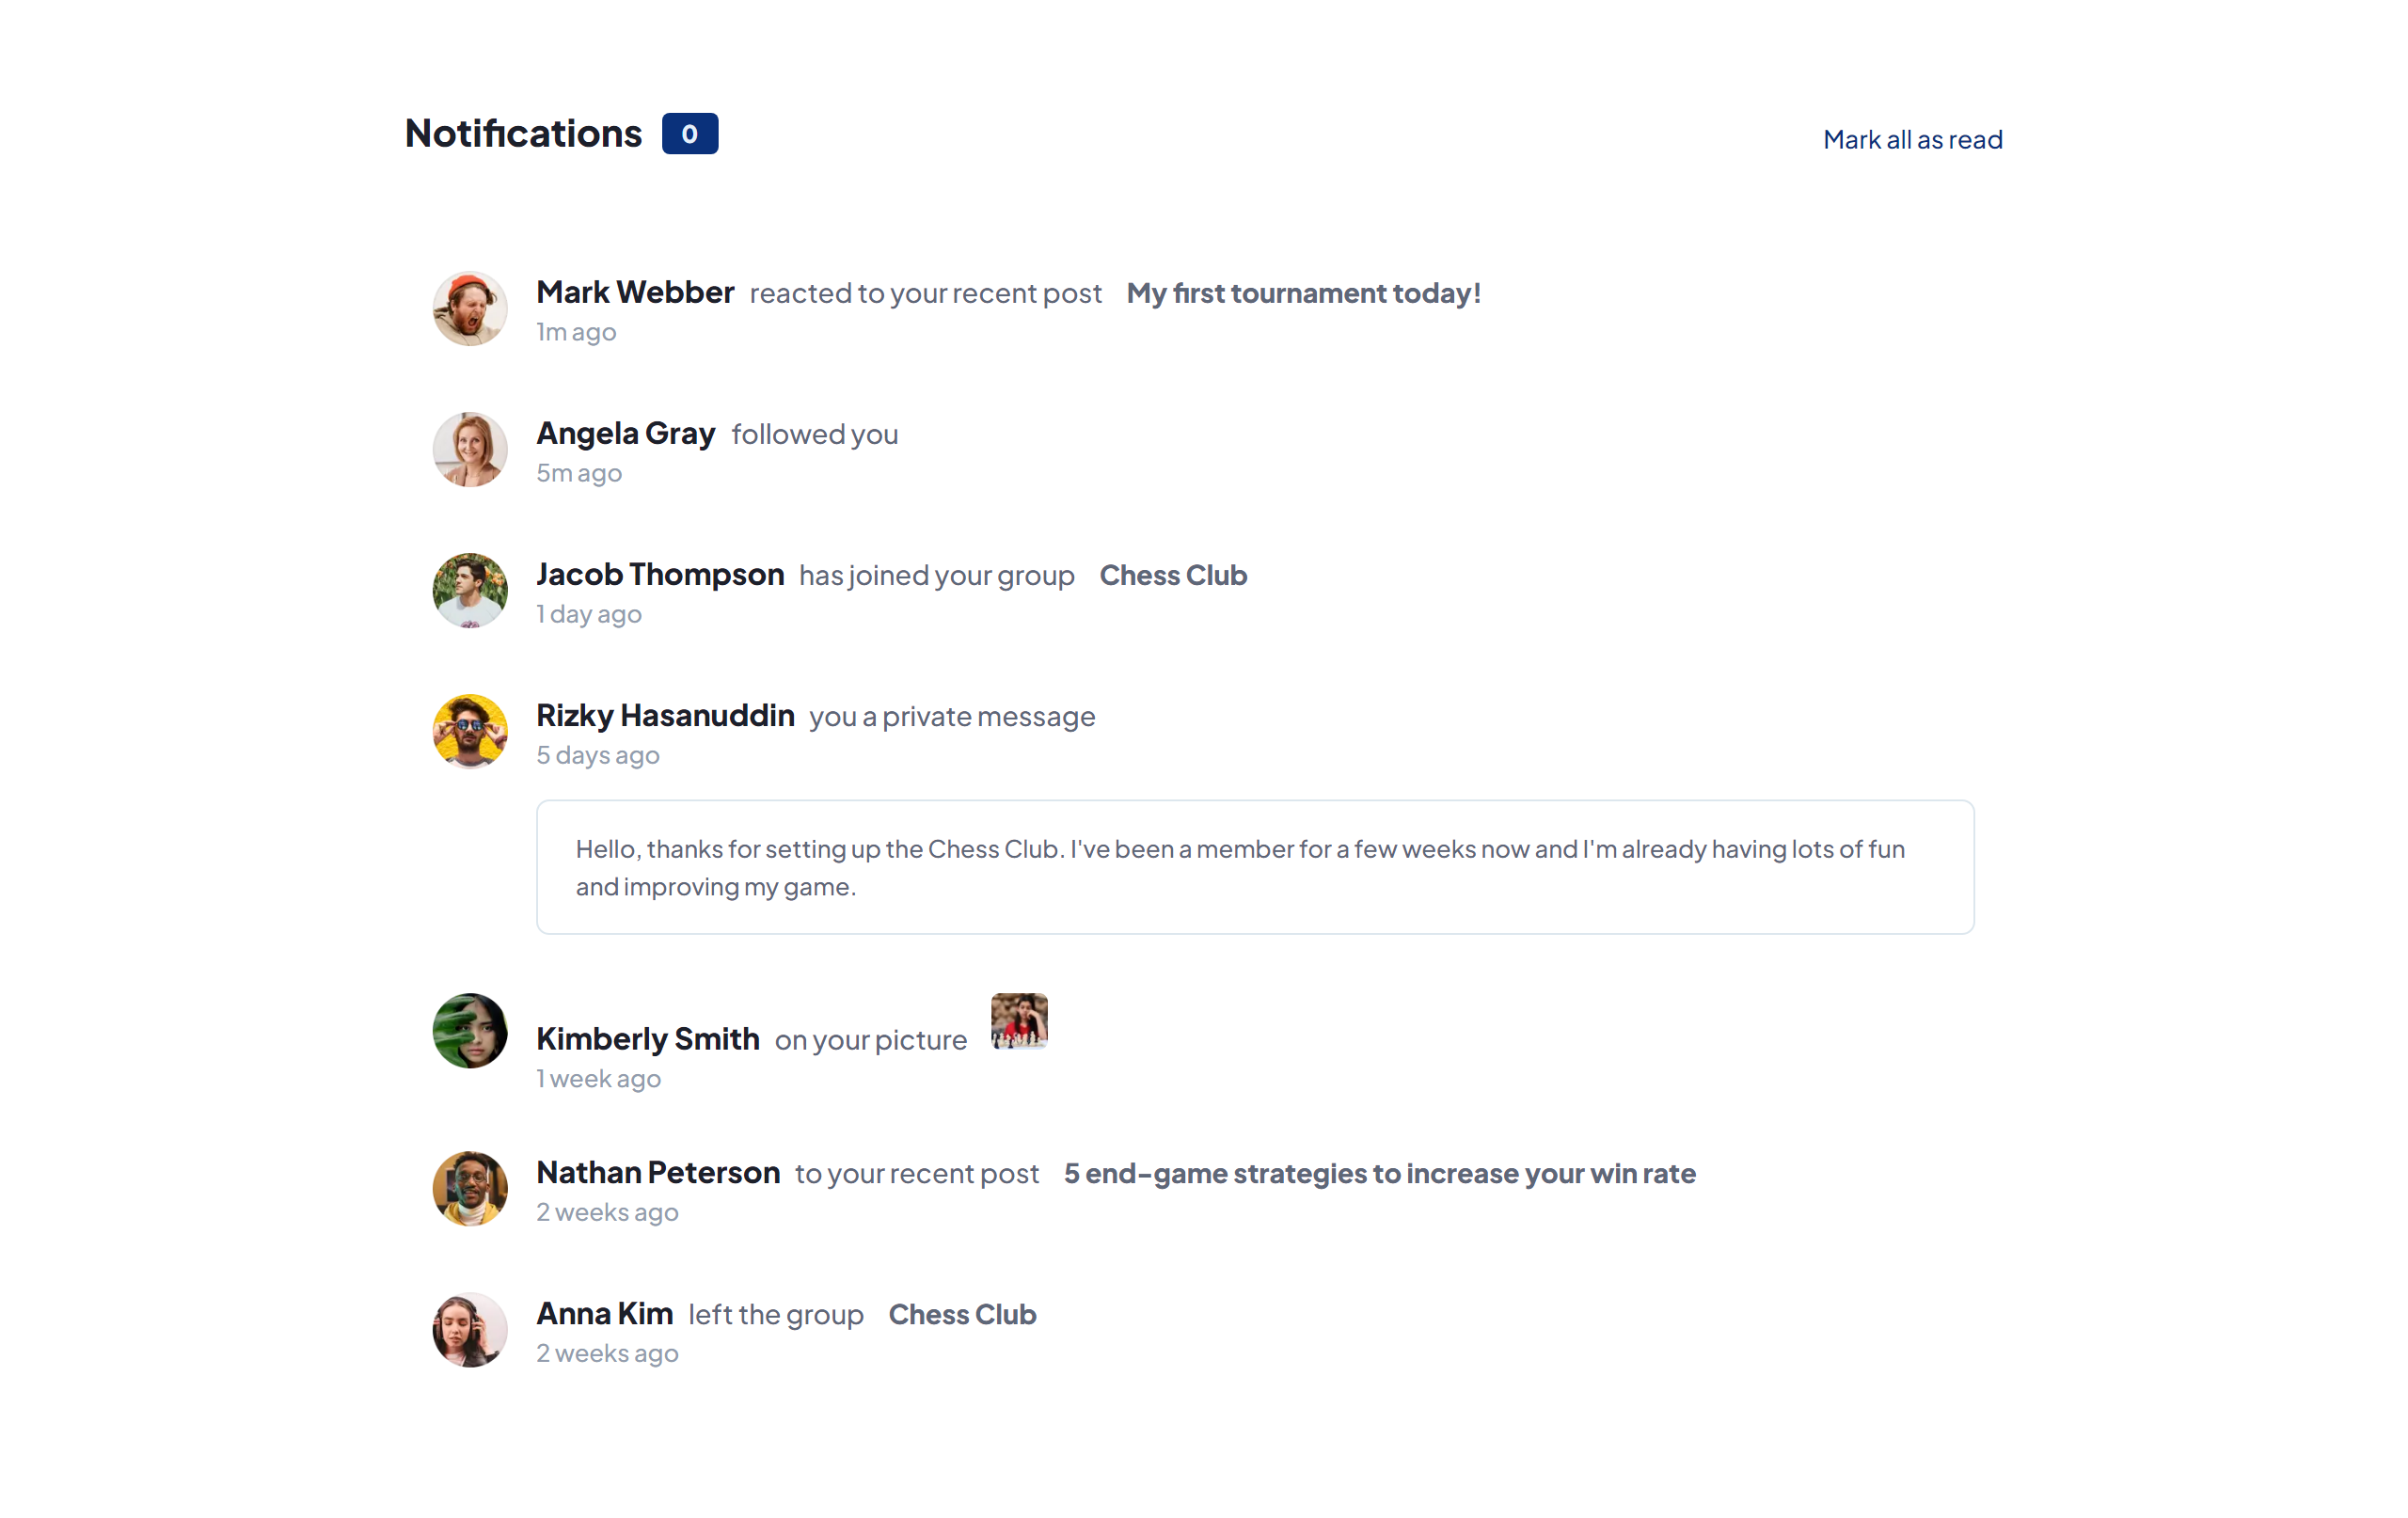 Notifications 0
Mark all as read
Mark Webber reacted to your recent post My first tournament today!
1m ago
Angela Gray followed you
5m ago
Jacob Thompson has joined your group Chess Club
1 day ago
Rizky Hasanuddin you a private message
5 days ago
Hello, thanks for setting up the Chess Club. I've been a member for a few weeks now and I'm already having lots of fun
and improving my game.
Kimberly Smith on your picture
1 week ago
Nathan Peterson to your recent post 5 end-game strategies to increase your win rate
2 weeks ago
Anna Kim left the group Chess Club
2 weeks ago